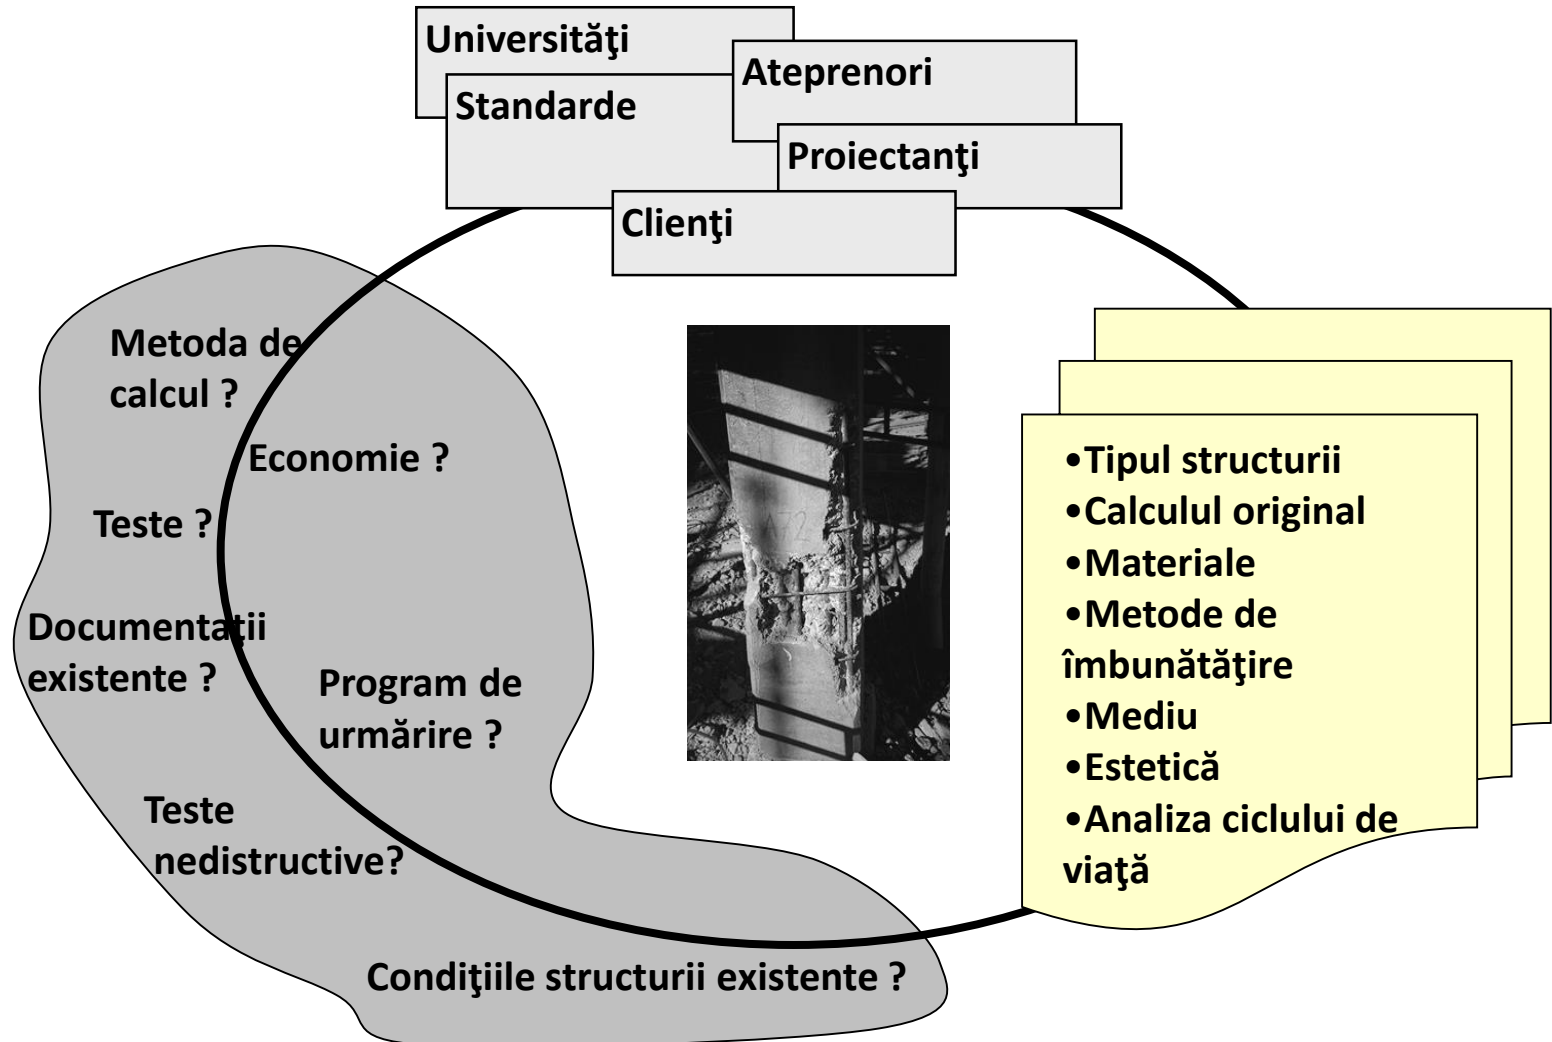 Universităţi
Ateprenori
Standarde
Proiectanţi
Clienţi
Metoda de
calcul ?
Economie ?
Teste ?
Documentaţii
existente ?
Program de
urmărire ?
Teste
nedistructive?
Condiţiile structurii existente ?
•Tipul structurii
•Calculul original
•Materiale
•Metode de
îmbunătăţire
•Mediu
•Estetică
•Analiza ciclului de
viaţă